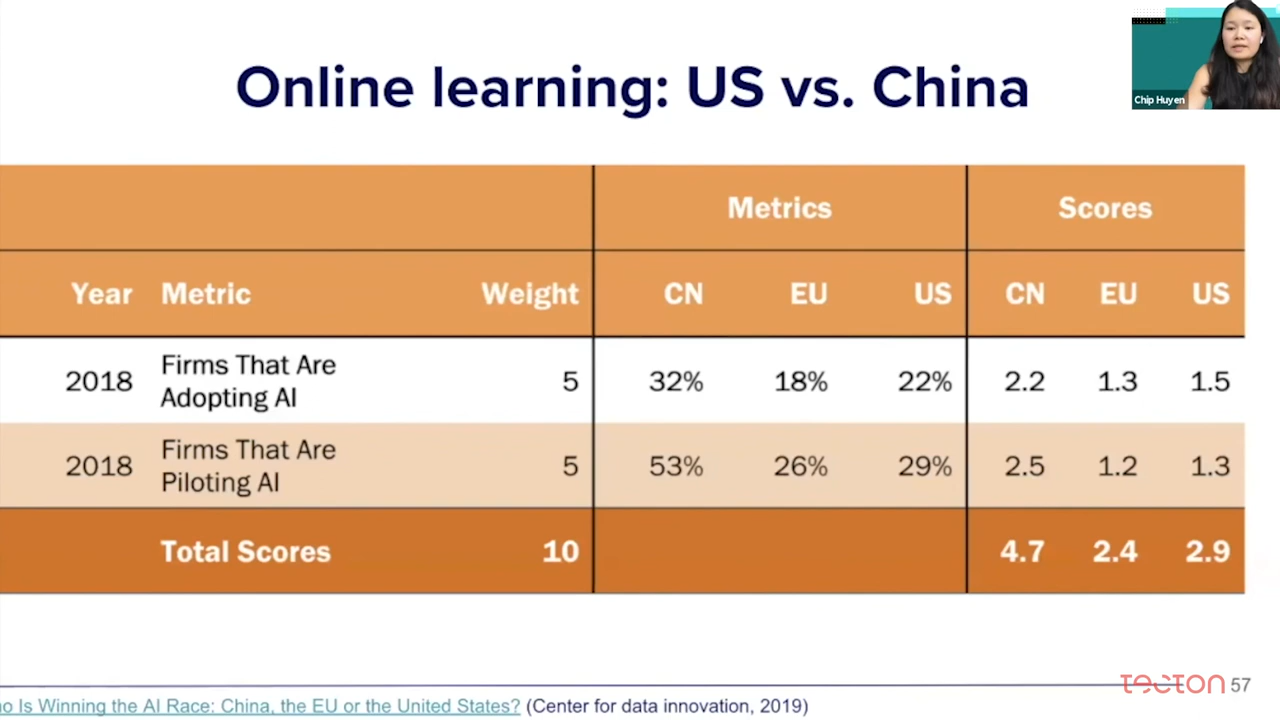 Online learning: US vs. China
Chip Huyen
Metrics Scores
Year Metric Weight CN EU US CN EU US
2018 Firms That Are Adopting AI 5 32% 18% 22% 2.2 1.3 1.5
2018 Firms That Are Piloting AI 5 53% 26% 29% 2.5 1.2 1.3
Total Scores 10 4.7 2.4 2.9
tecton 57
o Is Winning the AI Race: China, the EU or the United States? (Center for data innovation, 2019)